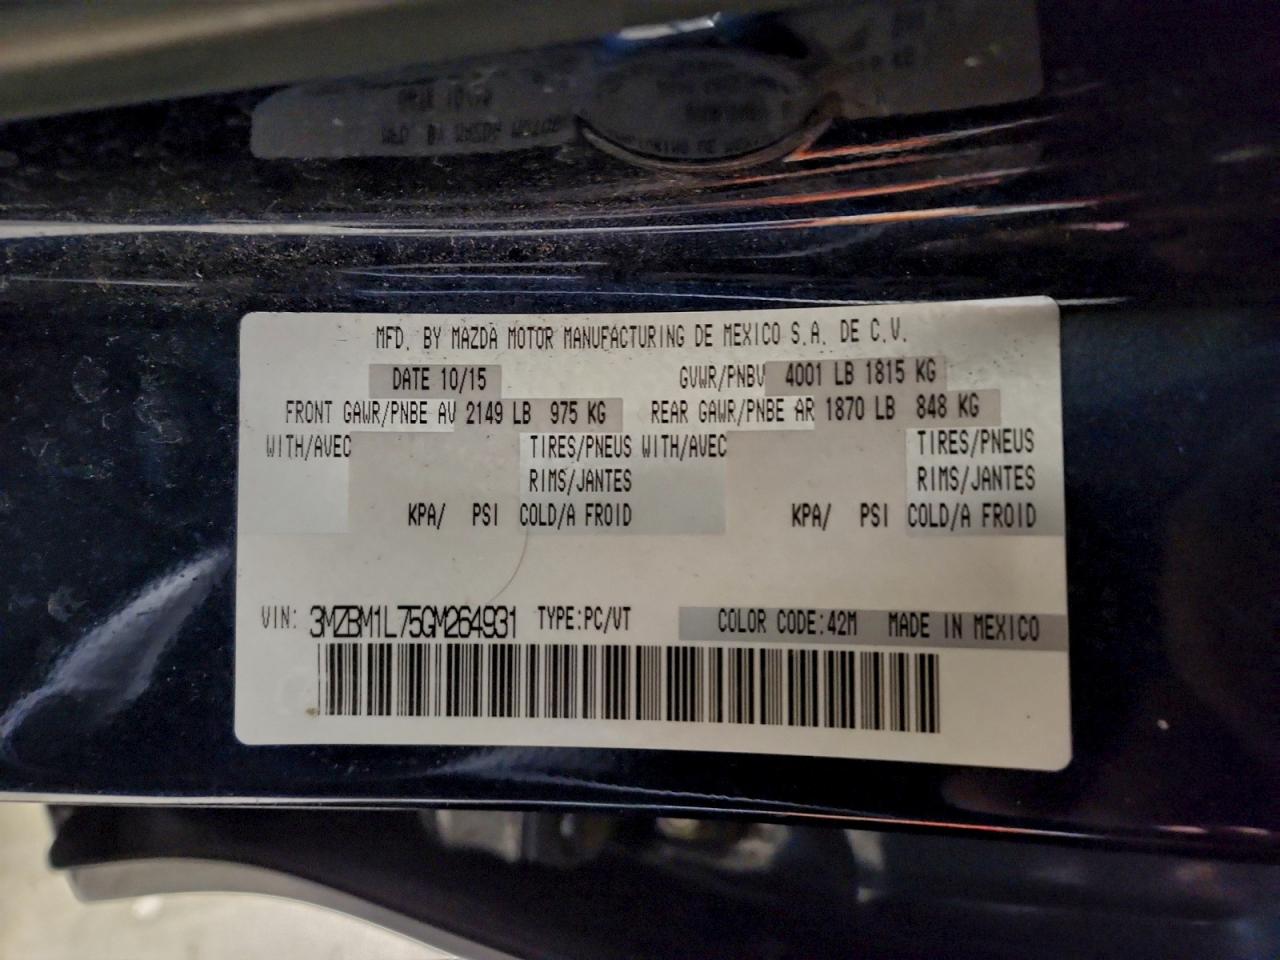 MFD. BY MAZDA MOTOR MANUFACTURING DE MEXICO S.A. DE C.V.
DATE 10/15 GVWR/PNBV 4001 LB 1815 KG
FRONT GAWR/PNBE AV 2149 LB 975 KG REAR GAWR/PNBE AR 1870 LB 848 KG
WITH/AVEC TIRES/PNEUS WITH/AVEC TIRES/PNEUS
RIMS/JANTES RIMS/JANTES
KPA/ PSI COLD/A FROID KPA/ PSI COLD/A FROID
VIN: 3MZBM1L75GM264931 TYPE:PC/VT COLOR CODE:42M MADE IN MEXICO